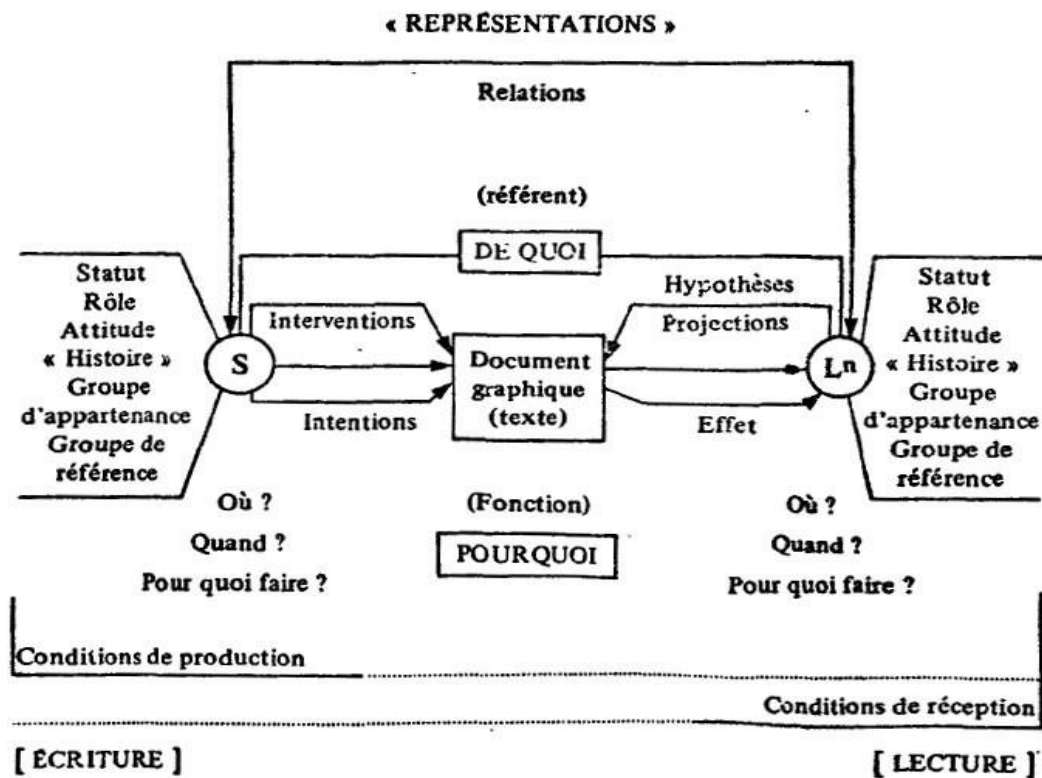 « REPRÉSENTATIONS »
Relations
(référent)
DE QUOI
Statut
Rôle
Attitude
« Histoire »
Groupe
d'appartenance
Groupe de
référence
S
Interventions
Intentions
Document
graphique
(texte)
Hypothèses
Projections
Effet
Lⁿ
Statut
Rôle
Attitude
« Histoire »
Groupe
d'appartenance
Groupe de
référence
Où ?
Quand ?
Pour quoi faire ?
(Fonction)
POURQUOI
Où ?
Quand ?
Pour quoi faire ?
Conditions de production
Conditions de réception
[ ÉCRITURE ]
[ LECTURE ]